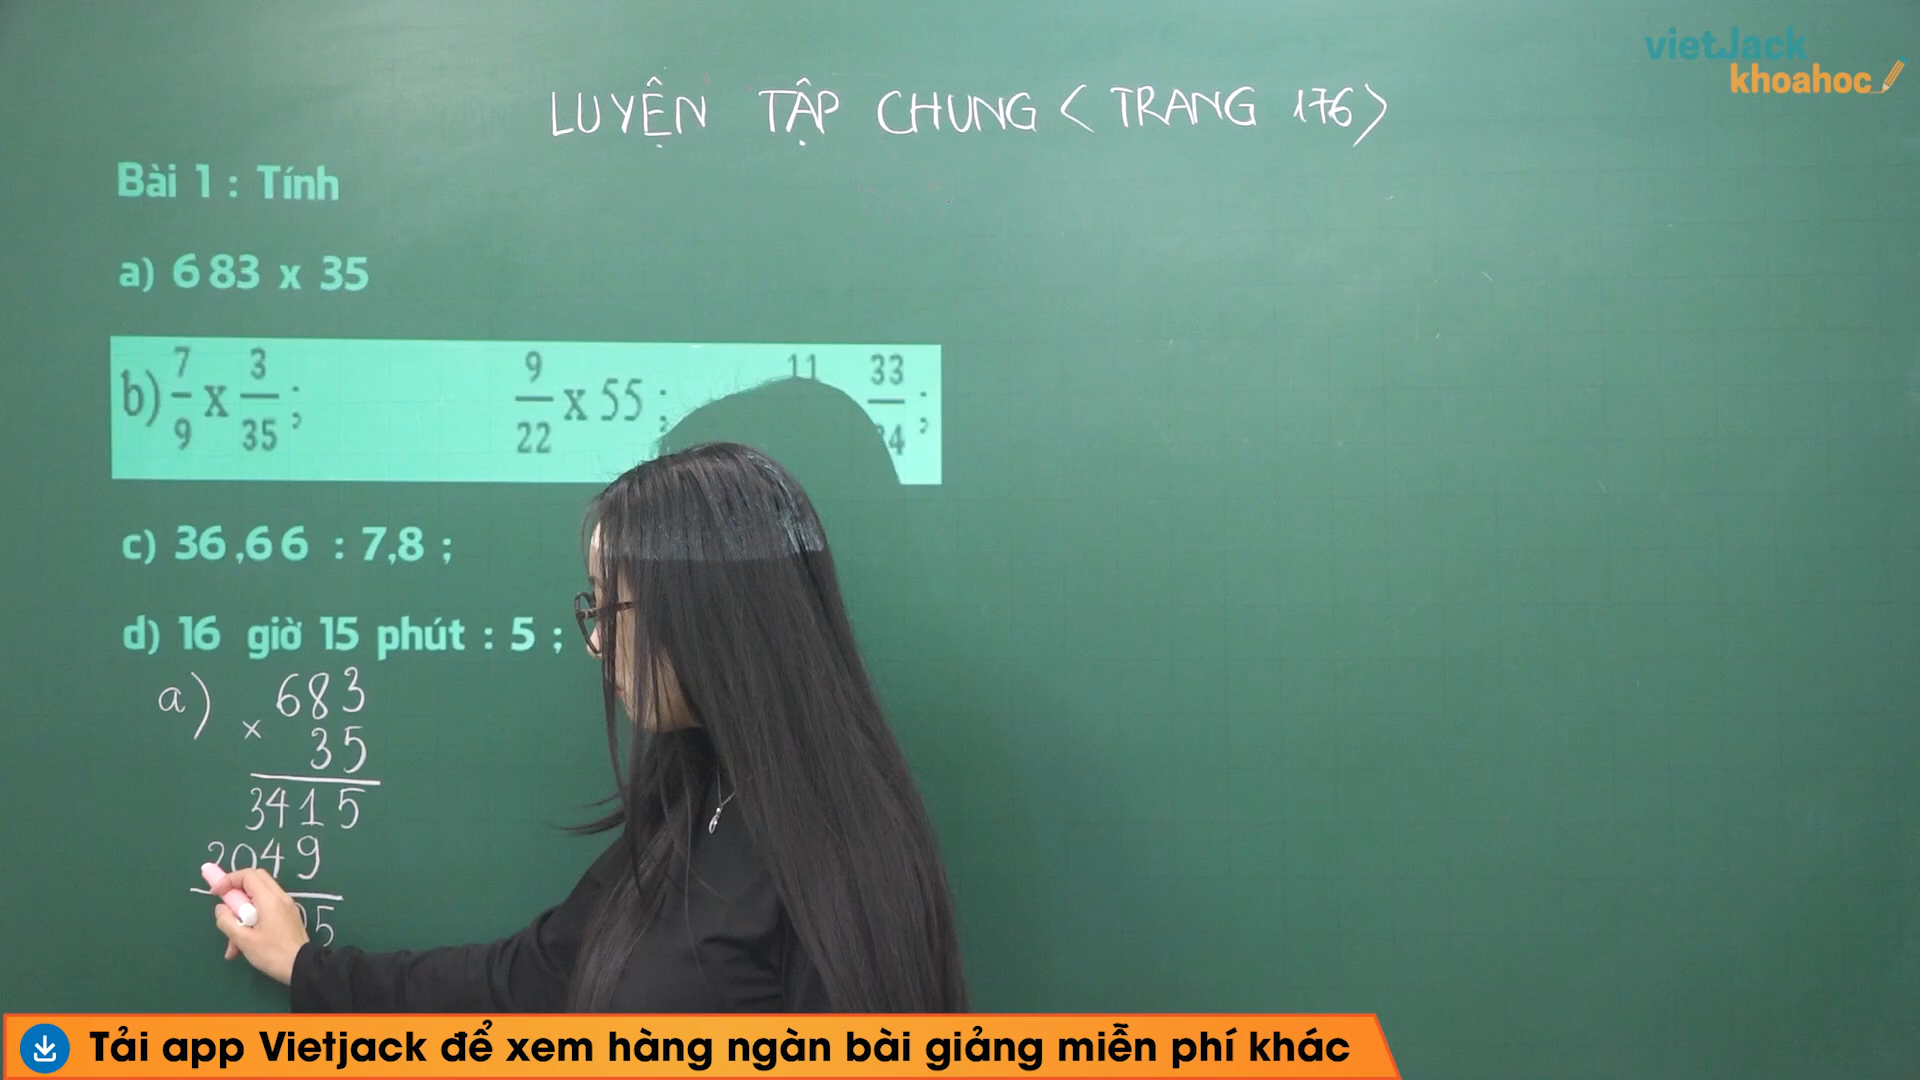 vietJack
khoahoc
LUYỆN TẬP CHUNG < TRANG 176 >
Bài 1 : Tính
a) 683 x 35
b) 7/9 x 3/35 ; 9/22 x 55 ; 11 33/ ;
c) 36,66 : 7,8 ;
d) 16 giờ 15 phút : 5 ;
a) 683
x 35
3415
2049
5
Tải app Vietjack để xem hàng ngàn bài giảng miễn phí khác